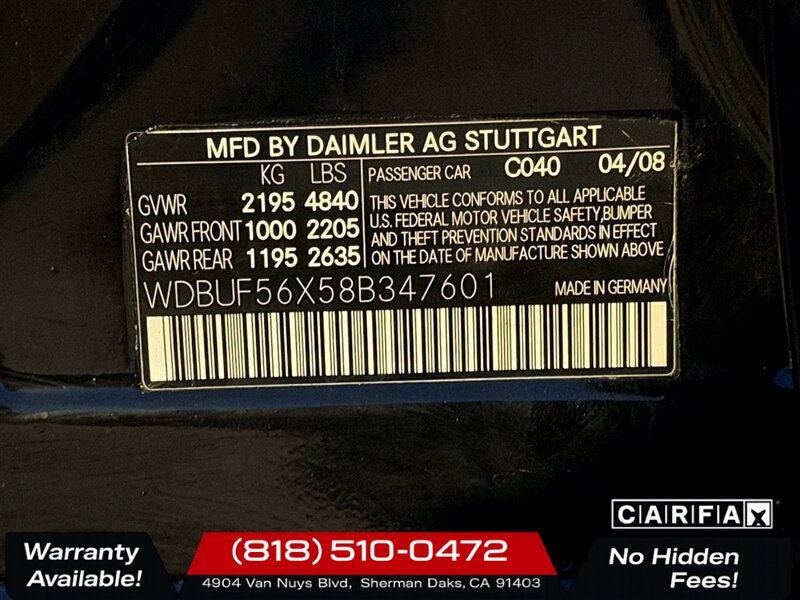 MFD BY DAIMLER AG STUTTGART
KG LBS
GVWR 2195 4840
GAWR FRONT 1000 2205
GAWR REAR 1195 2635
PASSENGER CAR C040 04/08
THIS VEHICLE CONFORMS TO ALL APPLICABLE
U.S. FEDERAL MOTOR VEHICLE SAFETY,BUMPER
AND THEFT PREVENTION STANDARDS IN EFFECT
ON THE DATE OF MANUFACTURE SHOWN ABOVE
WDBUF56X58B347601 MADE IN GERMANY
CARFAX
Warranty
Available!
(818) 510-0472
4904 Van Nuys Blvd, Sherman Daks, CA 91403
No Hidden
Fees!